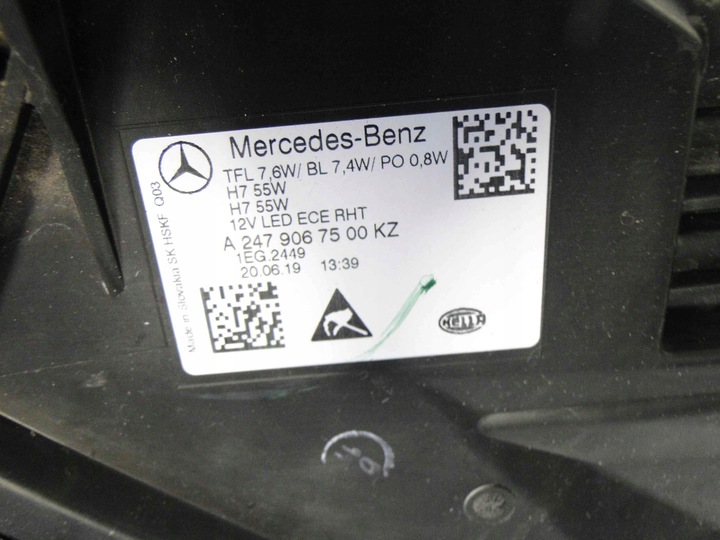 Mercedes-Benz
TFL 7,6W/ BL 7,4W/ PO 0,8W
H7 55W
H7 55W
12V LED ECE RHT
A 247 906 75 00 KZ
1EG.2449
20.06.19 13:39
Made in Slovakia SK HSKF Q03
HELLA